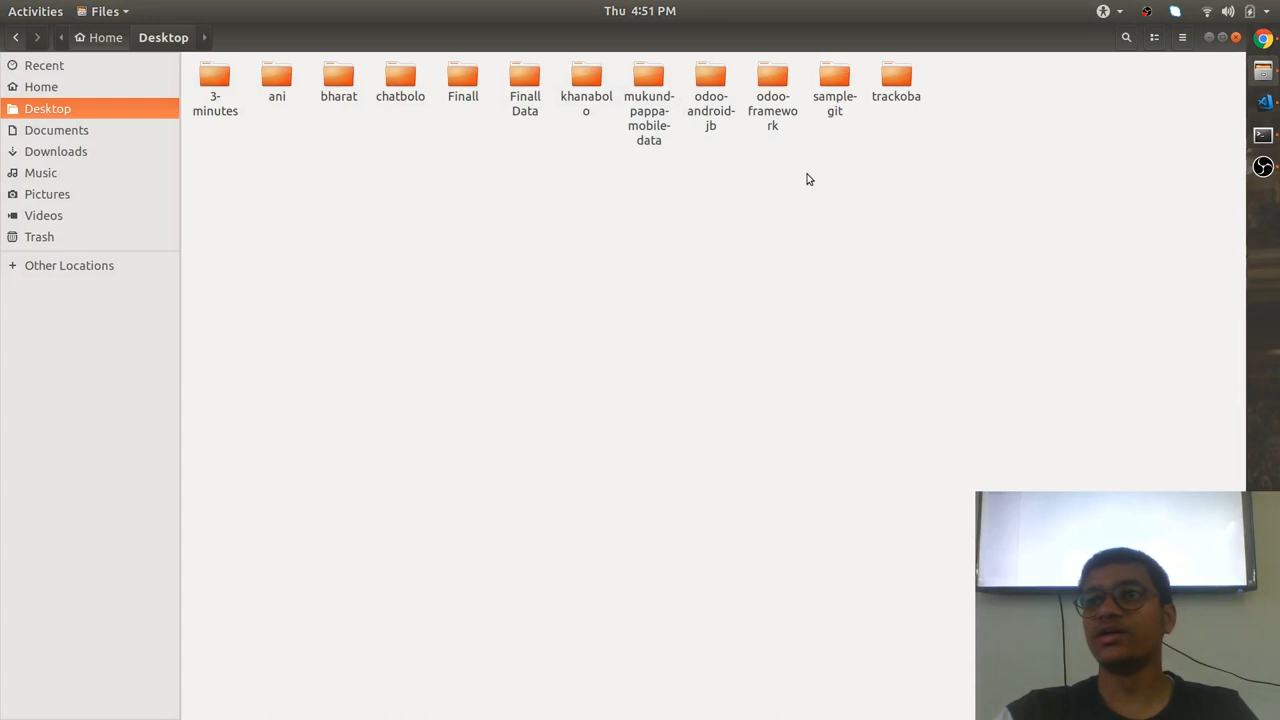 Activities Files Thu 4:51 PM
Home Desktop
Recent
Home
Desktop
Documents
Downloads
Music
Pictures
Videos
Trash
+ Other Locations
3-
minutes
ani
bharat
chatbolo
Finall
Finall
Data
khanabol
o
mukund-
pappa-
mobile-
data
odoo-
android-
jb
odoo-
framewo
rk
sample-
git
trackoba